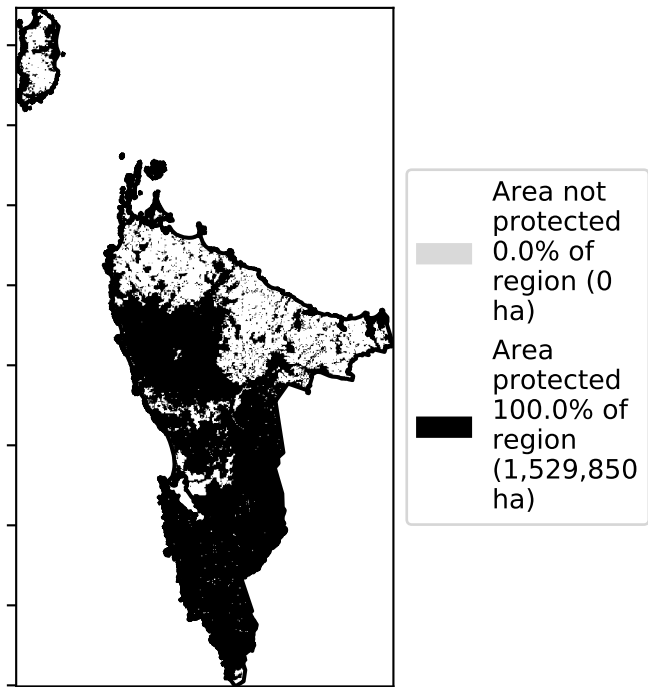 Area not
protected
0.0% of
region (0
ha)
Area
protected
100.0% of
region
(1,529,850
ha)